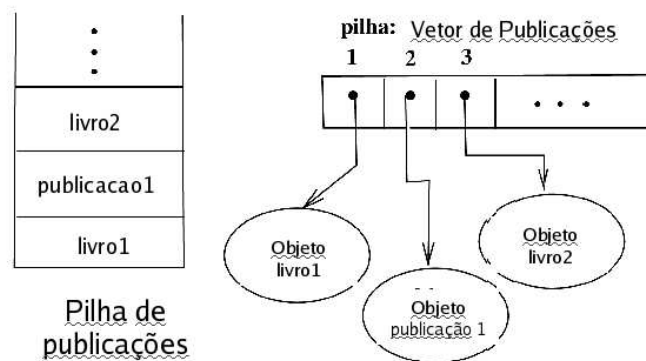 livro2
publicacao1
livro1
Pilha de
publicações
pilha: Vetor de Publicações
1 2 3
Objeto
livro1
Objeto
publicação 1
Objeto
livro2